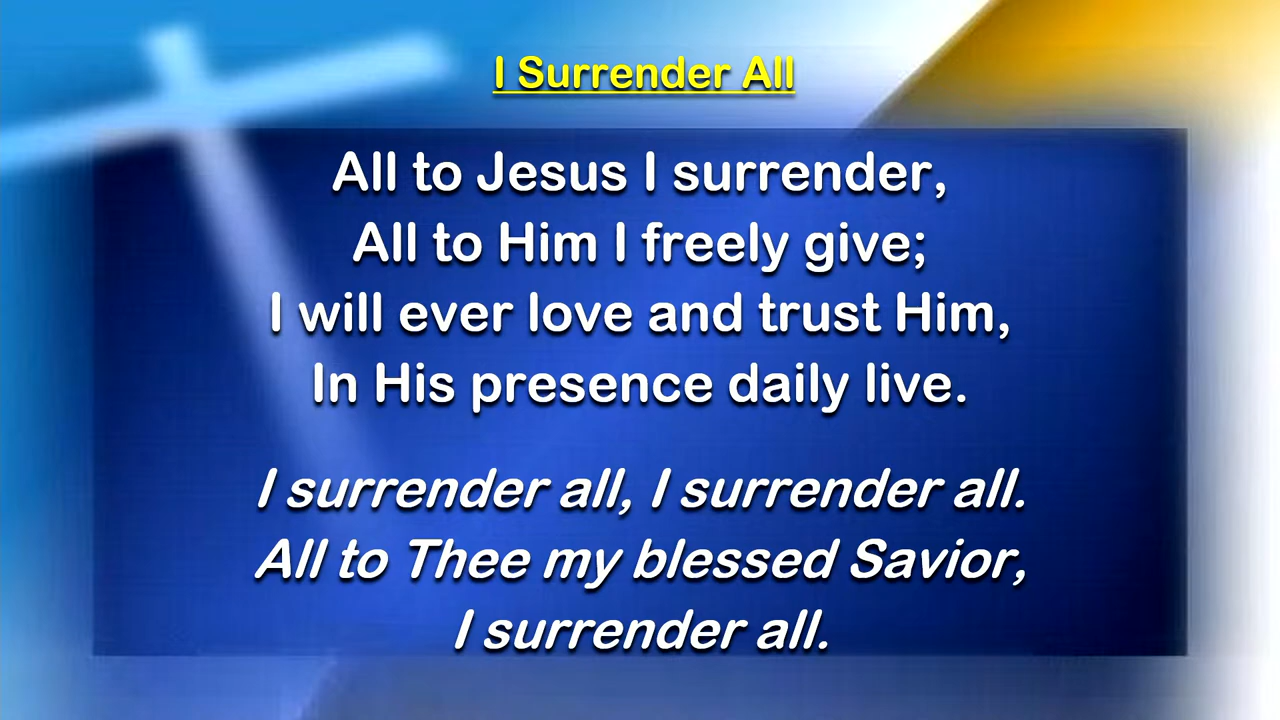 I Surrender All
All to Jesus I surrender,
All to Him I freely give;
I will ever love and trust Him,
In His presence daily live.
I surrender all, I surrender all.
All to Thee my blessed Savior,
I surrender all.